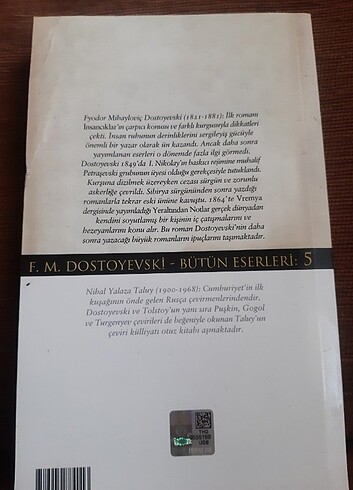 Fyodor Mihayloviç Dostoyevski (1821-1881): İlk romanı
İnsancıklar'ın çarpıcı konusu ve farklı kurgusuyla dikkatleri
çekti. İnsan ruhunun derinliklerini sergileyiş gücüyle
önemli bir yazar olarak ün kazandı. Ancak daha sonra
yayımlanan eserleri o dönemde fazla ilgi görmedi.
Dostoyevski 1849'da I. Nikolay'ın baskıcı rejimine muhalif
Petraşevski grubunun üyesi olduğu gerekçesiyle tutuklandı.
Kurşuna dizilmek üzereyken cezası sürgün ve zorunlu
askerliğe çevrildi. Sibirya sürgününden sonra yazdığı
romanlarla tekrar eski ününe kavuştu. 1864'te Vremya
dergisinde yayımladığı Yeraltından Notlar gerçek dünyadan
kendini soyutlamış bir kişinin iç çatışmalarını ve
hezeyanlarını konu alır. Bu roman Dostoyevski'nin daha
sonra yazacağı büyük romanların ipuçlarını taşımaktadır.
F. M. DOSTOYEVSKİ - BÜTÜN ESERLERİ: 5
Nihal Yalaza Taluy (1900-1968): Cumhuriyet'in ilk
kuşağının önde gelen Rusça çevirmenlerindendir.
Dostoyevski ve Tolstoy'un yanı sıra Puşkin, Gogol
ve Turgenyev çevirileri de beğeniyle okunan Taluy'un
çeviri külliyatı otuz kitabı aşmaktadır.